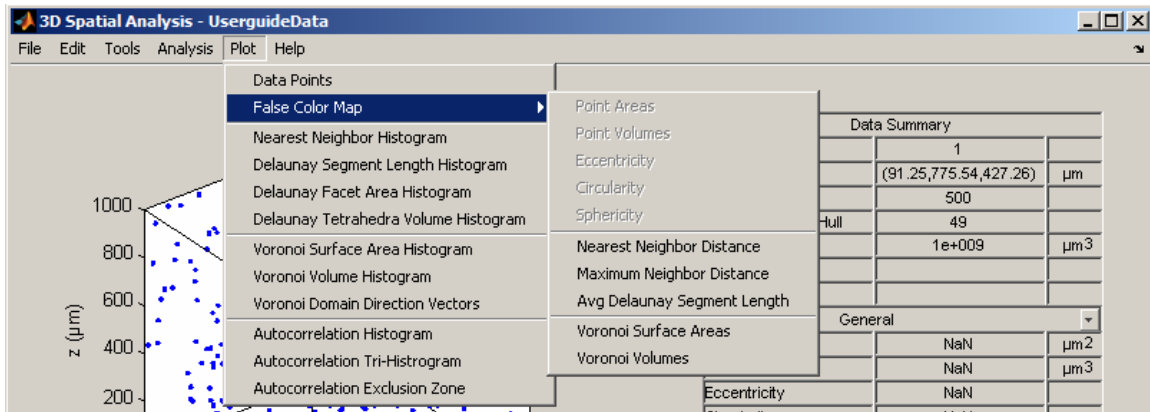 3D Spatial Analysis - UserguideData
File Edit Tools Analysis Plot Help
Data Points
False Color Map
Nearest Neighbor Histogram
Delaunay Segment Length Histogram
Delaunay Facet Area Histogram
Delaunay Tetrahedra Volume Histogram
Voronoi Surface Area Histogram
Voronoi Volume Histogram
Voronoi Domain Direction Vectors
Autocorrelation Histogram
Autocorrelation Tri-Histrogram
Autocorrelation Exclusion Zone
Point Areas
Point Volumes
Eccentricity
Circularity
Sphericity
Nearest Neighbor Distance
Maximum Neighbor Distance
Avg Delaunay Segment Length
Voronoi Surface Areas
Voronoi Volumes
1000
800
600
400
200
z (µm)
Data Summary
1
(91.25,775.54,427.26) µm
500
Hull 49
1e+009 µm3
General
NaN µm2
NaN µm3
Eccentricity NaN